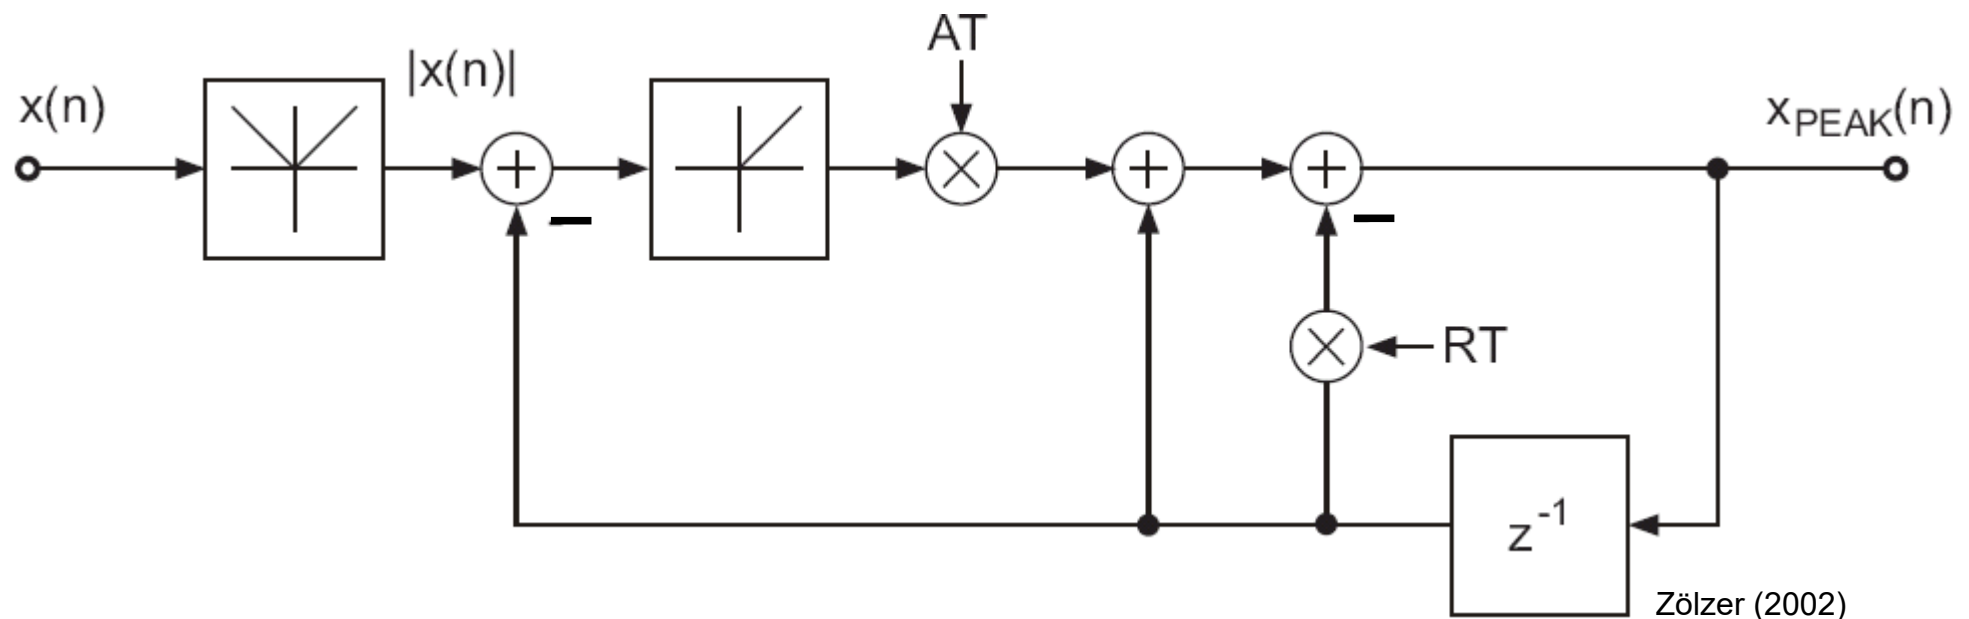 AT
|x(n)|
x(n)
x_PEAK(n)
+
−
×
+
+
−
×
RT
z^-1
Zölzer (2002)